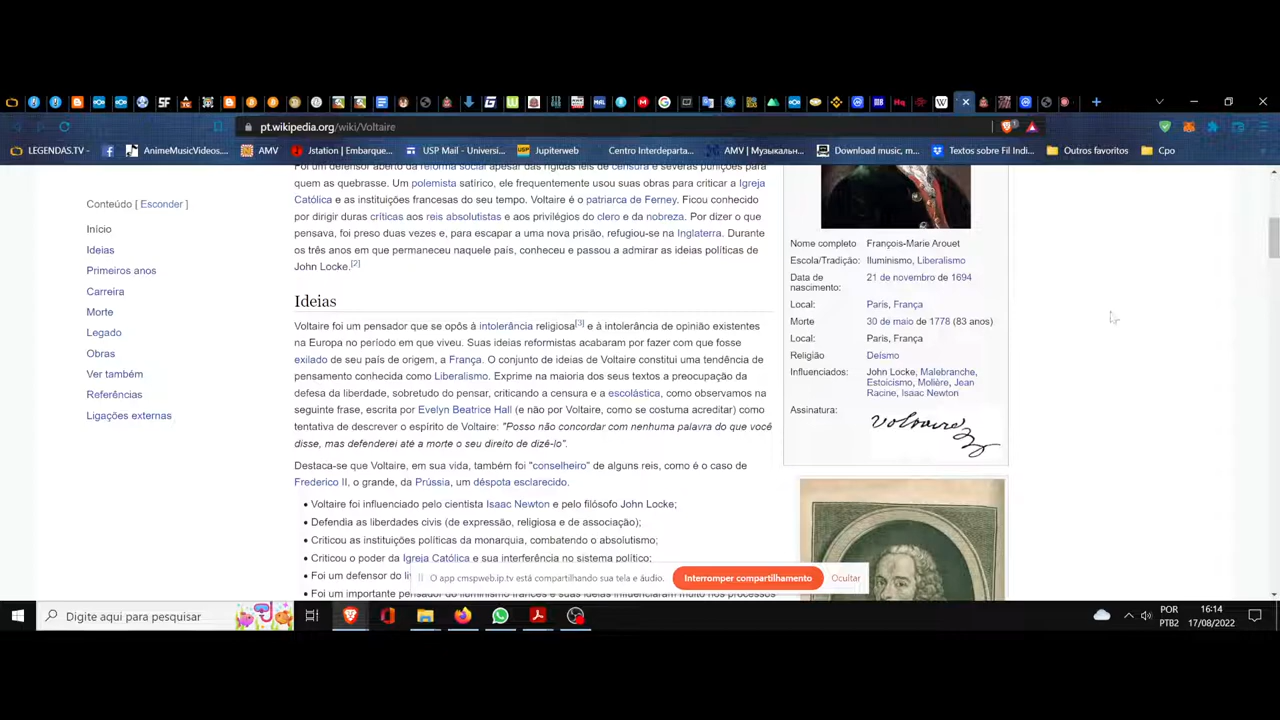 pt.wikipedia.org/wiki/Voltaire
LEGENDAS.TV
AnimeMusicVideos...
AMV
Jstation | Embarque...
USP Mail - Universi...
Jupiterweb
Centro Interdeparta...
AMV | Музыкальн...
Download music, m...
Textos sobre Fil Indi...
Outros favoritos
Cpo
Conteúdo [ Esconder ]
Início
Ideias
Primeiros anos
Carreira
Morte
Legado
Obras
Ver também
Referências
Ligações externas
Foi um defensor aberto da reforma social apesar das rígidas leis de censura e severas punições para
quem as quebrasse. Um polemista satírico, ele frequentemente usou suas obras para criticar a Igreja
Católica e as instituições francesas do seu tempo. Voltaire é o patriarca de Ferney. Ficou conhecido
por dirigir duras críticas aos reis absolutistas e aos privilégios do clero e da nobreza. Por dizer o que
pensava, foi preso duas vezes e, para escapar a uma nova prisão, refugiou-se na Inglaterra. Durante
os três anos em que permaneceu naquele país, conheceu e passou a admirar as ideias políticas de
John Locke.[2]
Ideias
Voltaire foi um pensador que se opôs à intolerância religiosa[3] e à intolerância de opinião existentes
na Europa no período em que viveu. Suas ideias reformistas acabaram por fazer com que fosse
exilado de seu país de origem, a França. O conjunto de ideias de Voltaire constitui uma tendência de
pensamento conhecida como Liberalismo. Exprime na maioria dos seus textos a preocupação da
defesa da liberdade, sobretudo do pensar, criticando a censura e a escolástica, como observamos na
seguinte frase, escrita por Evelyn Beatrice Hall (e não por Voltaire, como se costuma acreditar) como
tentativa de descrever o espírito de Voltaire: "Posso não concordar com nenhuma palavra do que você
disse, mas defenderei até a morte o seu direito de dizê-lo".
Destaca-se que Voltaire, em sua vida, também foi "conselheiro" de alguns reis, como é o caso de
Frederico II, o grande, da Prússia, um déspota esclarecido.
• Voltaire foi influenciado pelo cientista Isaac Newton e pelo filósofo John Locke;
• Defendia as liberdades civis (de expressão, religiosa e de associação);
• Criticou as instituições políticas da monarquia, combatendo o absolutismo;
• Criticou o poder da Igreja Católica e sua interferência no sistema político;
• Foi um defensor do li
• Foi um importante pensador do iluminismo francês e suas ideias influenciaram muito nos processos
Nome completo François-Marie Arouet
Escola/Tradição: Iluminismo, Liberalismo
Data de nascimento: 21 de novembro de 1694
Local: Paris, França
Morte 30 de maio de 1778 (83 anos)
Local: Paris, França
Religião Deísmo
Influenciados: John Locke, Malebranche,
Estoicismo, Molière, Jean
Racine, Isaac Newton
Assinatura:
Voltaire
O app cmspweb.ip.tv está compartilhando sua tela e áudio.
Interromper compartilhamento
Ocultar
Digite aqui para pesquisar
POR
PTB2
16:14
17/08/2022